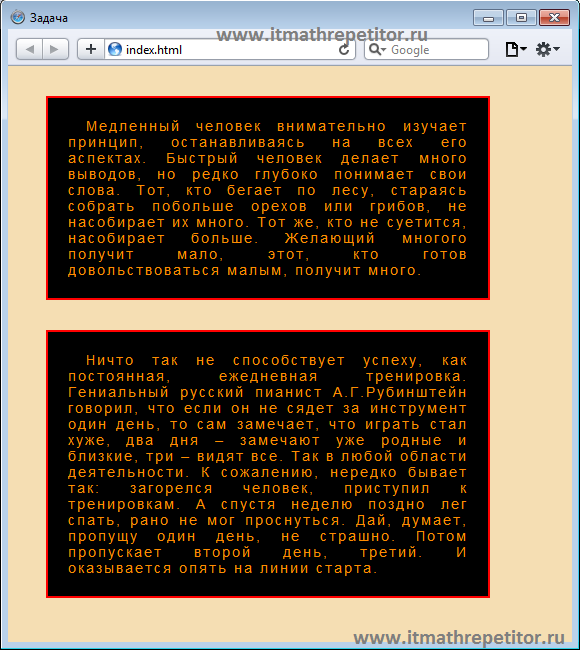 Задача
www.itmathrepetitor.ru
index.html
Google
Медленный человек внимательно изучает
принцип, останавливаясь на всех его
аспектах. Быстрый человек делает много
выводов, но редко глубоко понимает свои
слова. Тот, кто бегает по лесу, стараясь
собрать побольше орехов или грибов, не
насобирает их много. Тот же, кто не суетится,
насобирает больше. Желающий многого
получит мало, этот, кто готов
довольствоваться малым, получит много.
Ничто так не способствует успеху, как
постоянная, ежедневная тренировка.
Гениальный русский пианист А.Г.Рубинштейн
говорил, что если он не сядет за инструмент
один день, то сам замечает, что играть стал
хуже, два дня – замечают уже родные и
близкие, три – видят все. Так в любой области
деятельности. К сожалению, нередко бывает
так: загорелся человек, приступил к
тренировкам. А спустя неделю поздно лег
спать, рано не мог проснуться. Дай, думает,
пропущу один день, не страшно. Потом
пропускает второй день, третий. И
оказывается опять на линии старта.
www.itmathrepetitor.ru